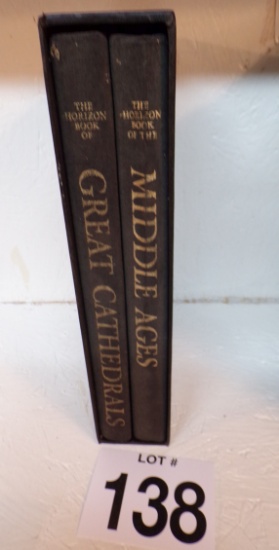 THE
HORIZON
BOOK
OF
GREAT CATHEDRALS
THE
HORIZON
BOOK
OF THE
MIDDLE AGES
LOT #
138